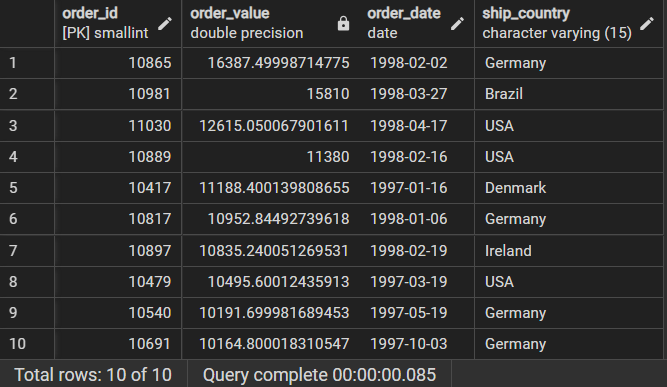 order_id order_value order_date ship_country
[PK] smallint double precision date character varying (15)
1 10865 16387.49998714775 1998-02-02 Germany
2 10981 15810 1998-03-27 Brazil
3 11030 12615.050067901611 1998-04-17 USA
4 10889 11380 1998-02-16 USA
5 10417 11188.400139808655 1997-01-16 Denmark
6 10817 10952.84492739618 1998-01-06 Germany
7 10897 10835.240051269531 1998-02-19 Ireland
8 10479 10495.60012435913 1997-03-19 USA
9 10540 10191.699981689453 1997-05-19 Germany
10 10691 10164.800018310547 1997-10-03 Germany
Total rows: 10 of 10 Query complete 00:00:00.085